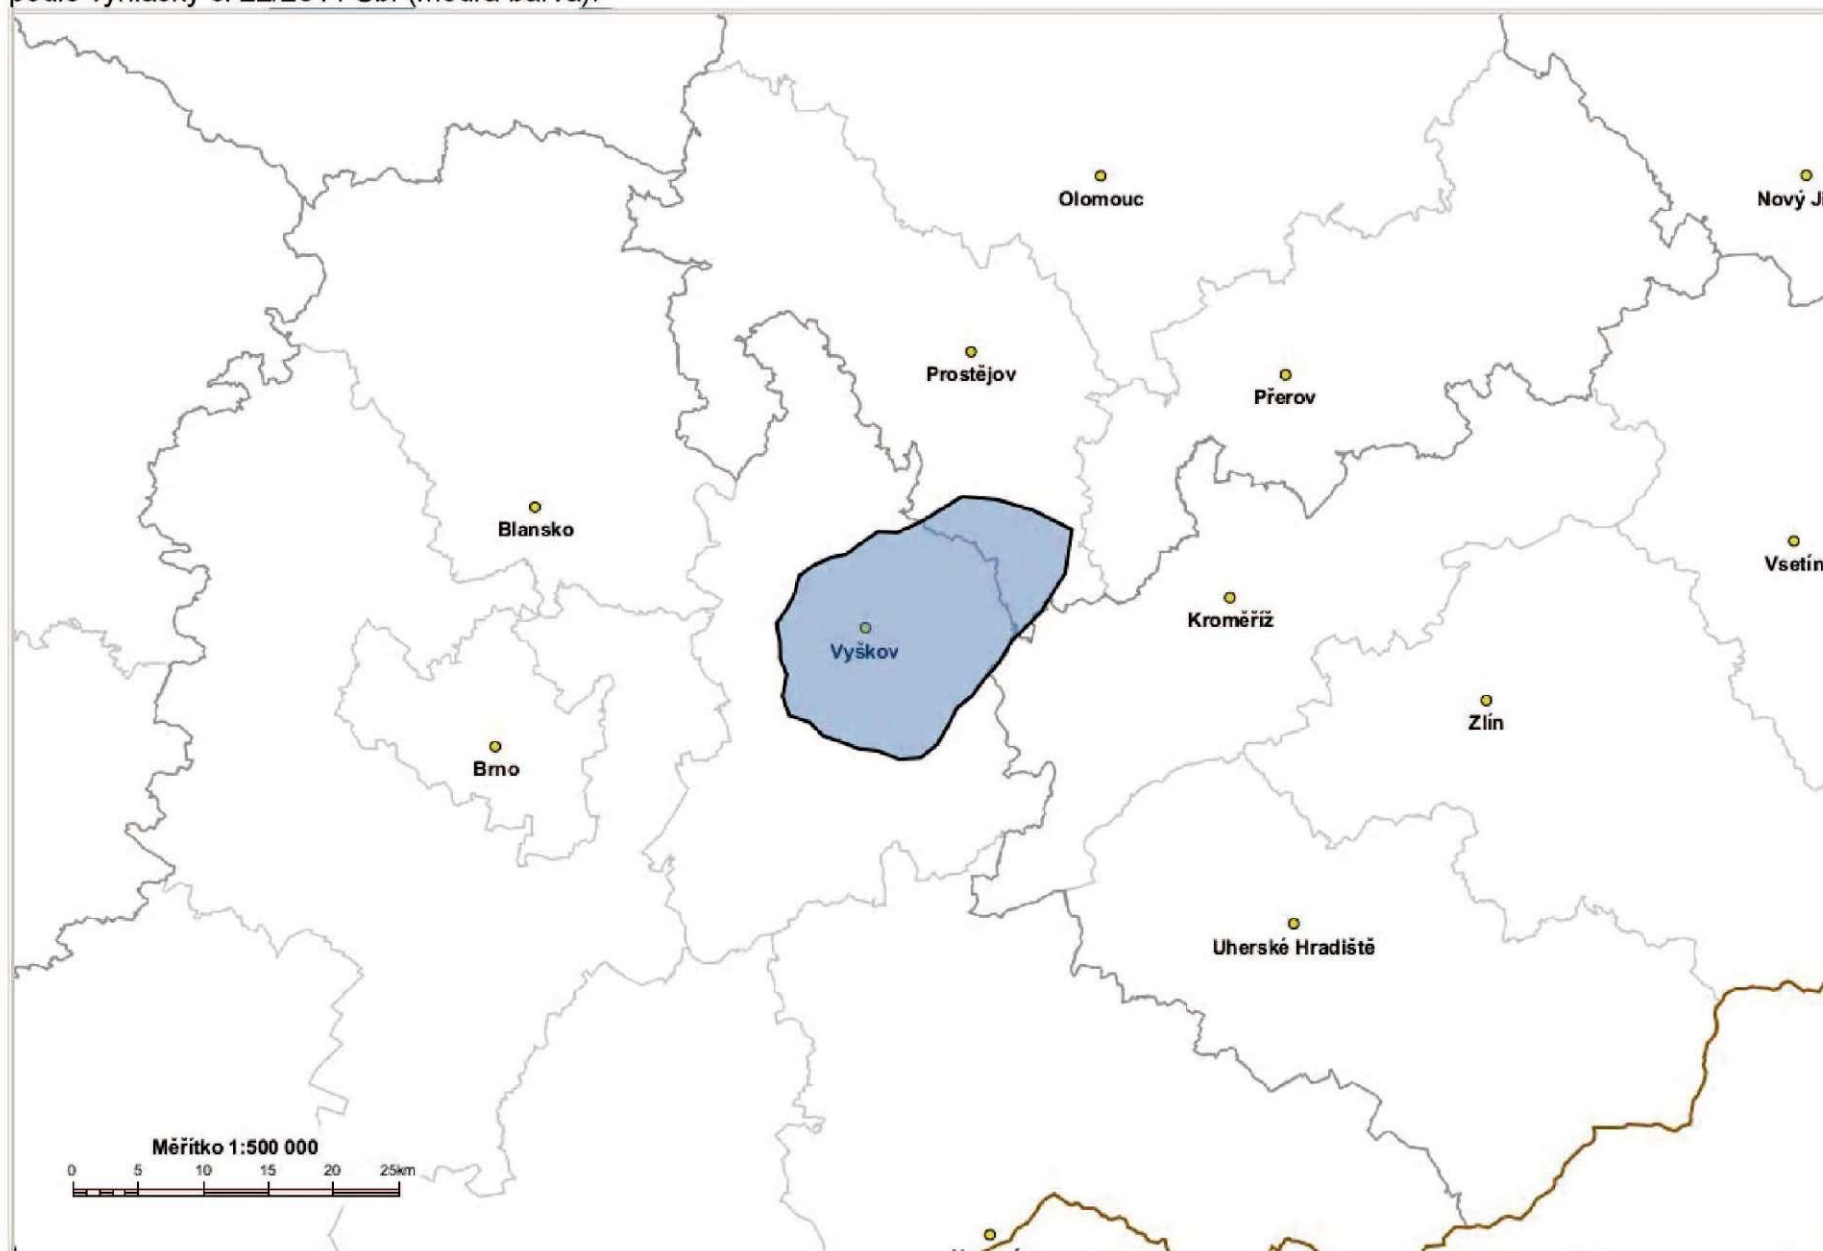 Olomouc
Nový Ji
Prostějov
Přerov
Blansko
Vsetín
Kroměříž
Vyškov
Zlín
Brno
Uherské Hradiště
Měřítko 1:500 000
0 5 10 15 20 25km